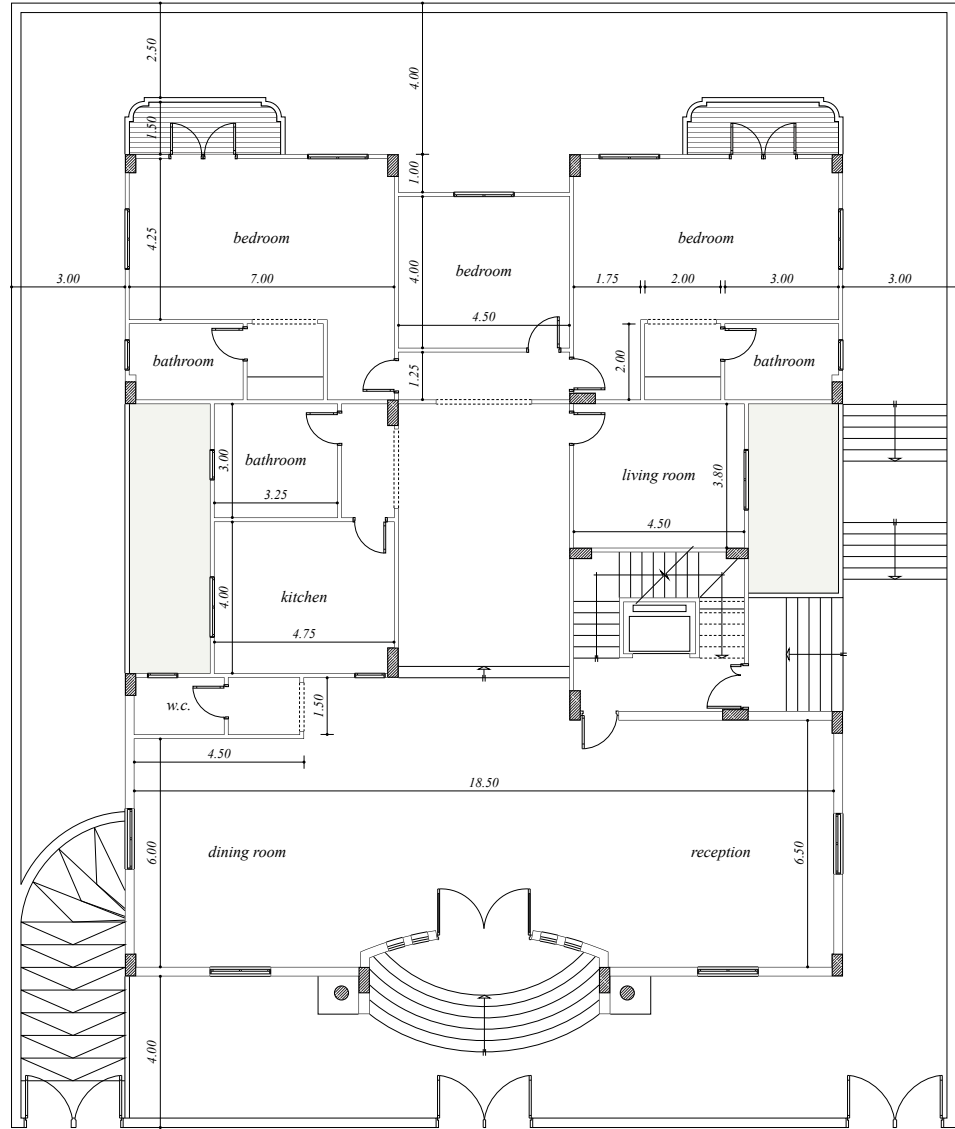 2.50
4.00
1.50
1.00
4.25
bedroom
bedroom
bedroom
4.00
3.00
7.00
1.75
2.00
3.00
3.00
4.50
bathroom
1.25
2.00
bathroom
3.00
bathroom
living room
3.80
3.25
4.50
4.00
kitchen
4.75
w.c.
1.50
4.50
18.50
6.00
dining room
reception
6.50
4.00